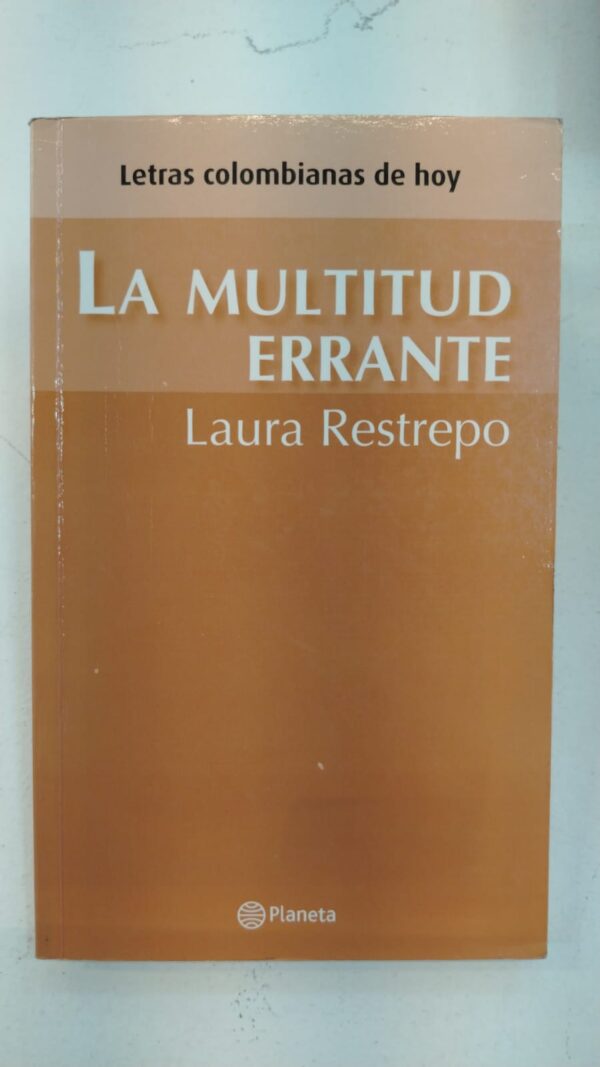 Letras colombianas de hoy
LA MULTITUD
ERRANTE
Laura Restrepo
Planeta